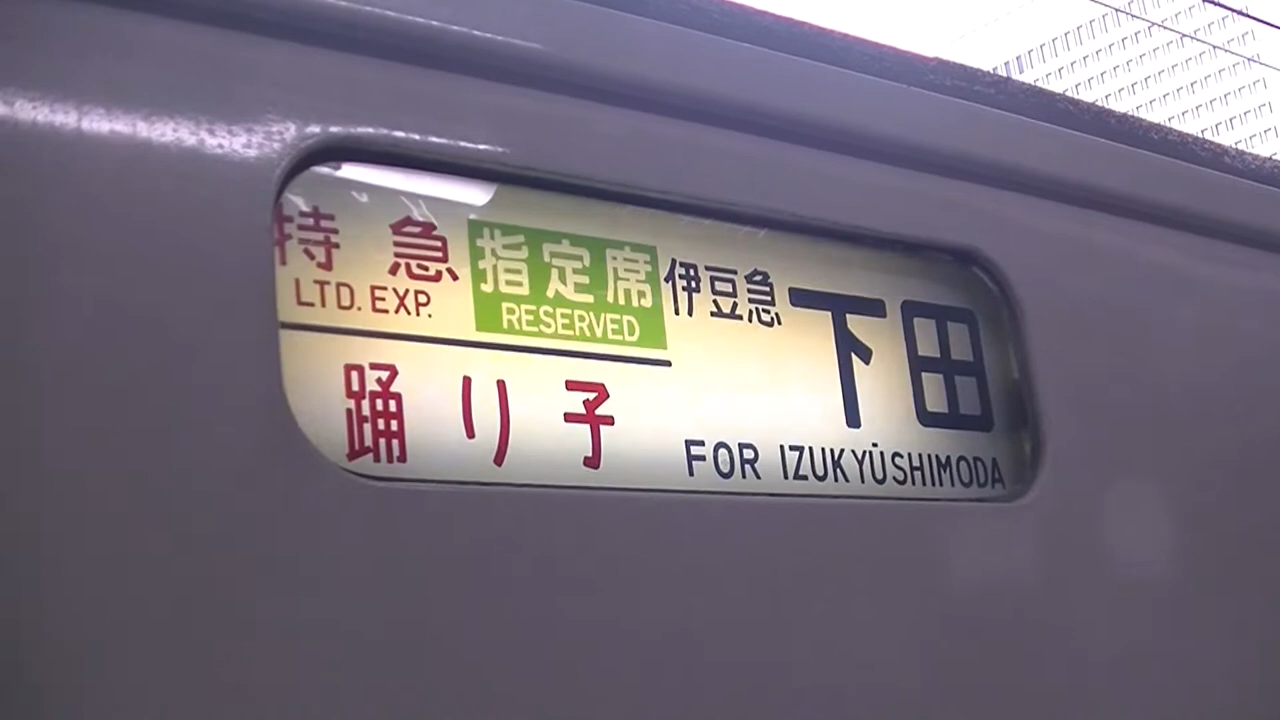 特急 指定席 伊豆急下田
LTD. EXP. RESERVED
踊り子
FOR IZUKYŪSHIMODA